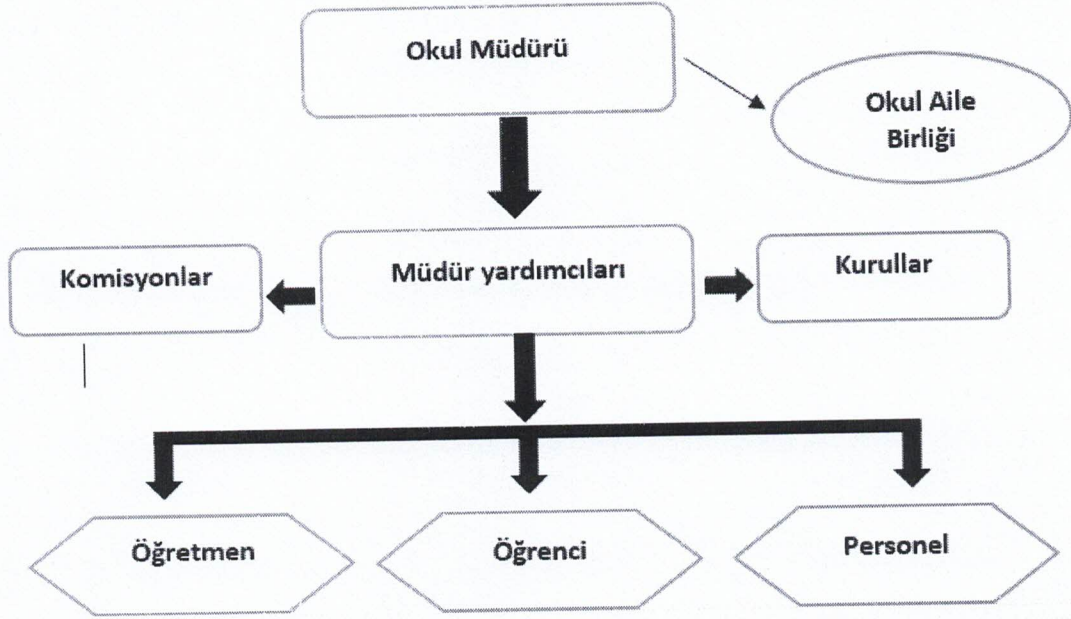 Okul Müdürü
Okul Aile
Birliği
Komisyonlar
Müdür yardımcıları
Kurullar
Öğretmen
Öğrenci
Personel